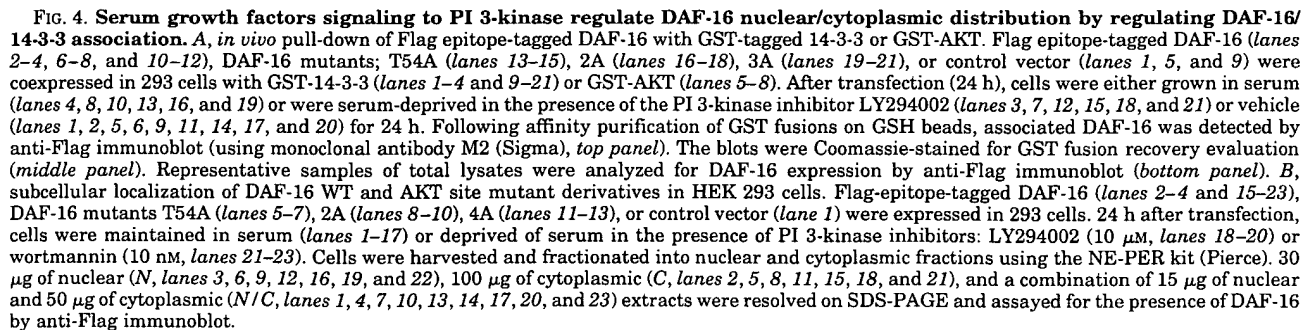 FIG. 4. Serum growth factors signaling to PI 3-kinase regulate DAF-16 nuclear/cytoplasmic distribution by regulating DAF-16/
14-3-3 association. A, in vivo pull-down of Flag epitope-tagged DAF-16 with GST-tagged 14-3-3 or GST-AKT. Flag epitope-tagged DAF-16 (lanes
2–4, 6–8, and 10–12), DAF-16 mutants; T54A (lanes 13–15), 2A (lanes 16–18), 3A (lanes 19–21), or control vector (lanes 1, 5, and 9) were
coexpressed in 293 cells with GST-14-3-3 (lanes 1–4 and 9–21) or GST-AKT (lanes 5–8). After transfection (24 h), cells were either grown in serum
(lanes 4, 8, 10, 13, 16, and 19) or were serum-deprived in the presence of the PI 3-kinase inhibitor LY294002 (lanes 3, 7, 12, 15, 18, and 21) or vehicle
(lanes 1, 2, 5, 6, 9, 11, 14, 17, and 20) for 24 h. Following affinity purification of GST fusions on GSH beads, associated DAF-16 was detected by
anti-Flag immunoblot (using monoclonal antibody M2 (Sigma), top panel). The blots were Coomassie-stained for GST fusion recovery evaluation
(middle panel). Representative samples of total lysates were analyzed for DAF-16 expression by anti-Flag immunoblot (bottom panel). B,
subcellular localization of DAF-16 WT and AKT site mutant derivatives in HEK 293 cells. Flag-epitope-tagged DAF-16 (lanes 2–4 and 15–23),
DAF-16 mutants T54A (lanes 5–7), 2A (lanes 8–10), 4A (lanes 11–13), or control vector (lane 1) were expressed in 293 cells. 24 h after transfection,
cells were maintained in serum (lanes 1–17) or deprived of serum in the presence of PI 3-kinase inhibitors: LY294002 (10 μM, lanes 18–20) or
wortmannin (10 nM, lanes 21–23). Cells were harvested and fractionated into nuclear and cytoplasmic fractions using the NE-PER kit (Pierce). 30
μg of nuclear (N, lanes 3, 6, 9, 12, 16, 19, and 22), 100 μg of cytoplasmic (C, lanes 2, 5, 8, 11, 15, 18, and 21), and a combination of 15 μg of nuclear
and 50 μg of cytoplasmic (N/C, lanes 1, 4, 7, 10, 13, 14, 17, 20, and 23) extracts were resolved on SDS-PAGE and assayed for the presence of DAF-16
by anti-Flag immunoblot.